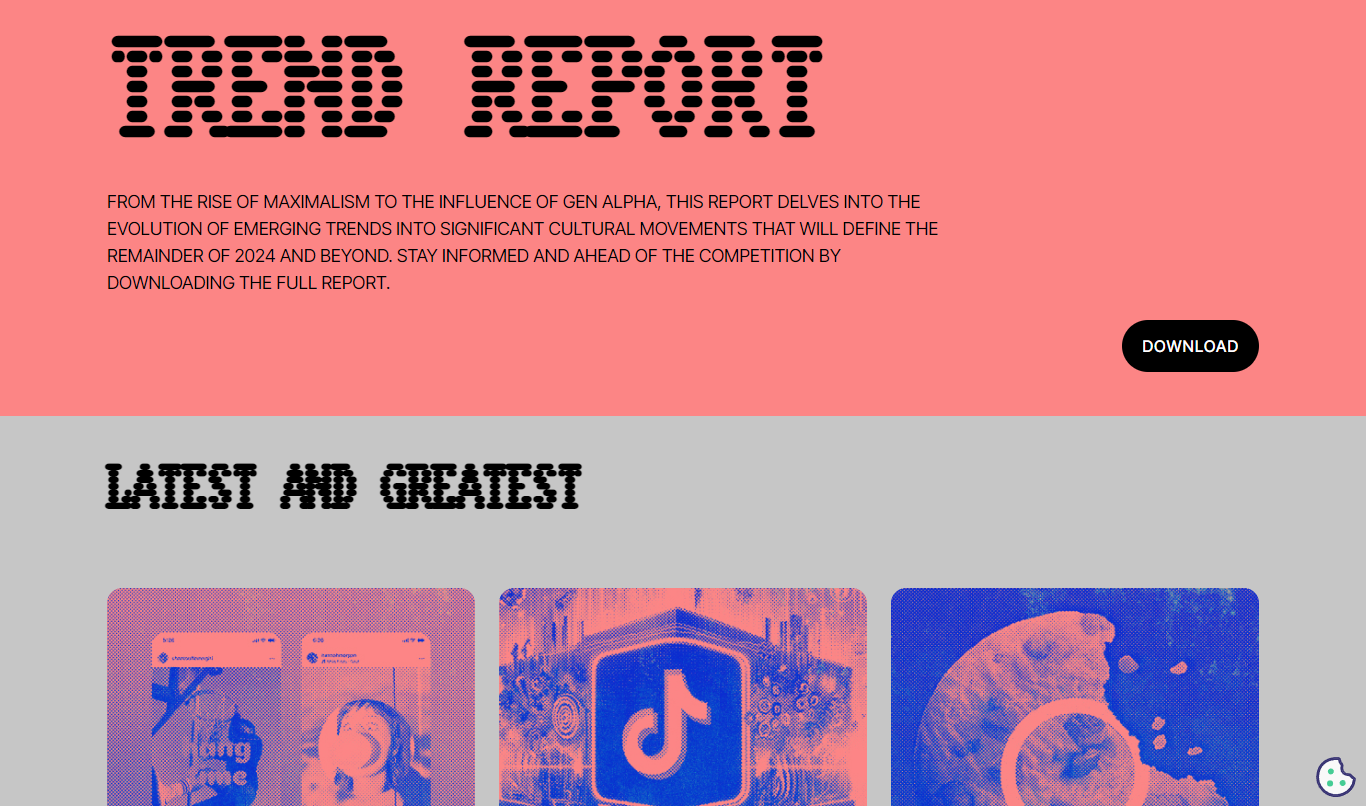 TREND REPORT
FROM THE RISE OF MAXIMALISM TO THE INFLUENCE OF GEN ALPHA, THIS REPORT DELVES INTO THE
EVOLUTION OF EMERGING TRENDS INTO SIGNIFICANT CULTURAL MOVEMENTS THAT WILL DEFINE THE
REMAINDER OF 2024 AND BEYOND. STAY INFORMED AND AHEAD OF THE COMPETITION BY
DOWNLOADING THE FULL REPORT.
DOWNLOAD
LATEST AND GREATEST